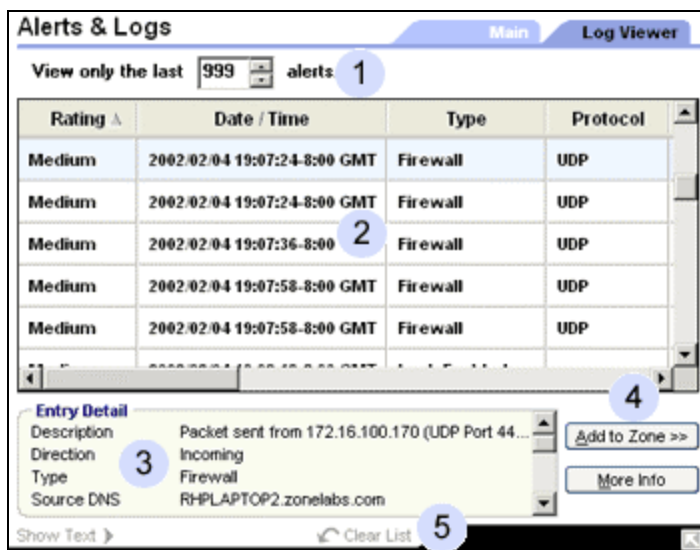 Alerts & Logs
Main Log Viewer
View only the last 999 alerts 1
Rating Date / Time Type Protocol
Medium 2002/02/04 19:07:24-8:00 GMT Firewall UDP
Medium 2002/02/04 19:07:24-8:00 GMT Firewall UDP
Medium 2002/02/04 19:07:36-8:00 2 Firewall UDP
Medium 2002/02/04 19:07:58-8:00 GMT Firewall UDP
Medium 2002/02/04 19:07:58-8:00 GMT Firewall UDP
4
Entry Detail
Description Packet sent from 172.16.100.170 (UDP Port 44...
Direction Incoming
3
Type Firewall
Source DNS RHPLAPTOP2.zonelabs.com
Add to Zone >>
More Info
Show Text Clear List 5